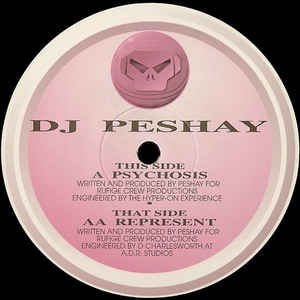 DJ PESHAY
THIS SIDE
A PSYCHOSIS
WRITTEN AND PRODUCED BY PESHAY FOR
RUFIGE CREW PRODUCTIONS
ENGINEERED BY THE HYPER-ON EXPERIENCE
THAT SIDE
AA REPRESENT
WRITTEN AND PRODUCED BY PESHAY FOR
RUFIGE CREW PRODUCTIONS
ENGINEERED BY D CHARLESWORTH AT
A.D.R. STUDIOS